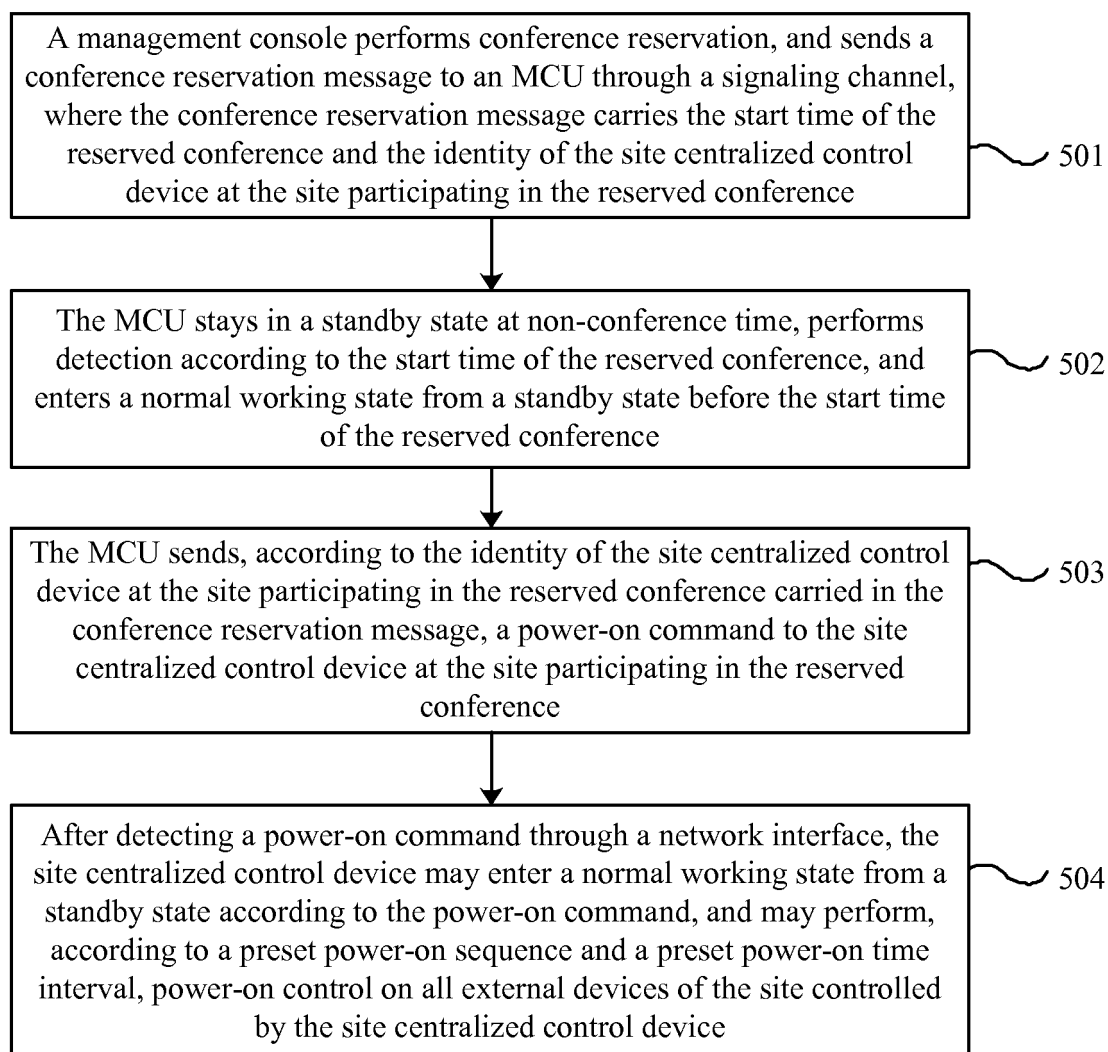 A management console performs conference reservation, and sends a
conference reservation message to an MCU through a signaling channel,
where the conference reservation message carries the start time of the
reserved conference and the identity of the site centralized control
device at the site participating in the reserved conference
501
The MCU stays in a standby state at non-conference time, performs
detection according to the start time of the reserved conference, and
enters a normal working state from a standby state before the start time
of the reserved conference
502
The MCU sends, according to the identity of the site centralized control
device at the site participating in the reserved conference carried in the
conference reservation message, a power-on command to the site
centralized control device at the site participating in the reserved
conference
503
After detecting a power-on command through a network interface, the
site centralized control device may enter a normal working state from a
standby state according to the power-on command, and may perform,
according to a preset power-on sequence and a preset power-on time
interval, power-on control on all external devices of the site controlled
by the site centralized control device
504